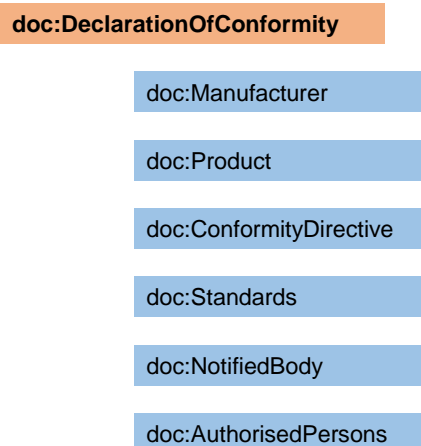 doc:DeclarationOfConformity
doc:Manufacturer
doc:Product
doc:ConformityDirective
doc:Standards
doc:NotifiedBody
doc:AuthorisedPersons